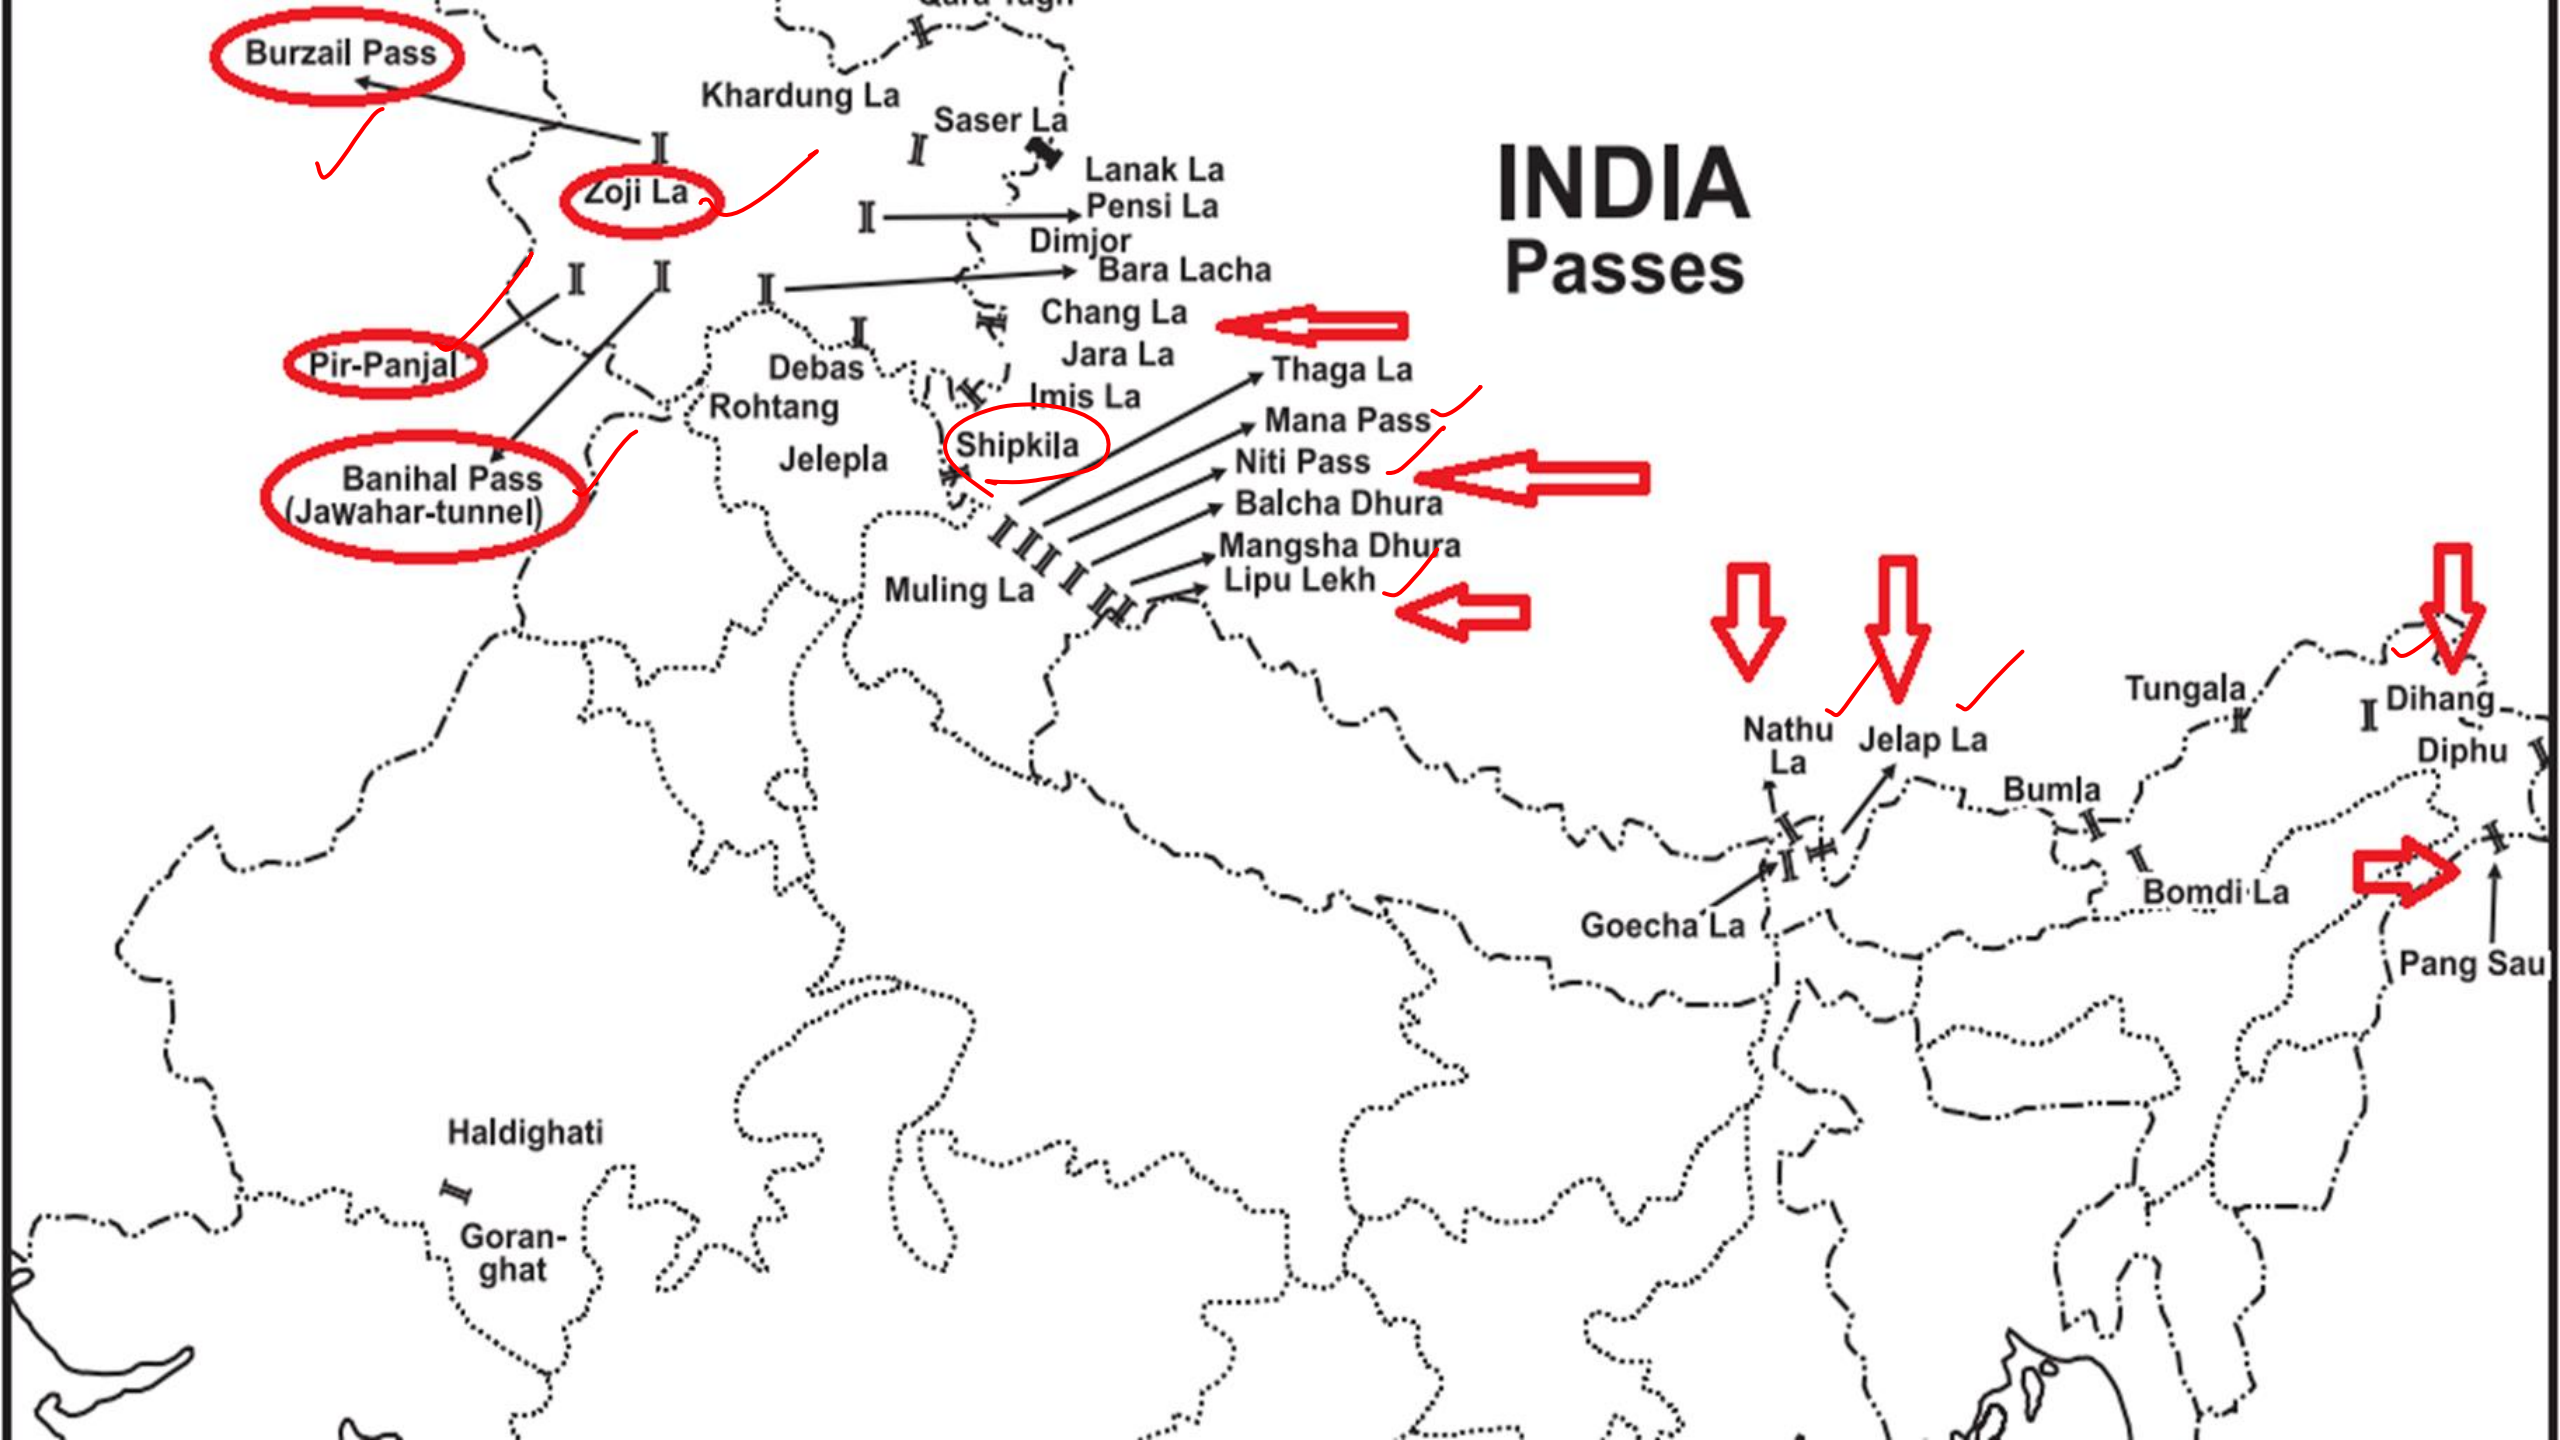 Burzail Pass
Khardung La
Saser La
Zoji La
Lanak La
Pensi La
Dimjor
Bara Lacha
INDIA
Passes
Chang La
Jara La
Imis La
Pir-Panjal
Debas
Rohtang
Thaga La
Mana Pass
Shipkila
Jelepla
Niti Pass
Banihal Pass
(Jawahar-tunnel)
Balcha Dhura
Mangsha Dhura
Muling La
Lipu Lekh
Tungala
Dihang
Nathu
La
Jelap La
Diphu
Bumla
Bomdi La
Goecha La
Pang Sau
Haldighati
Goran-
ghat